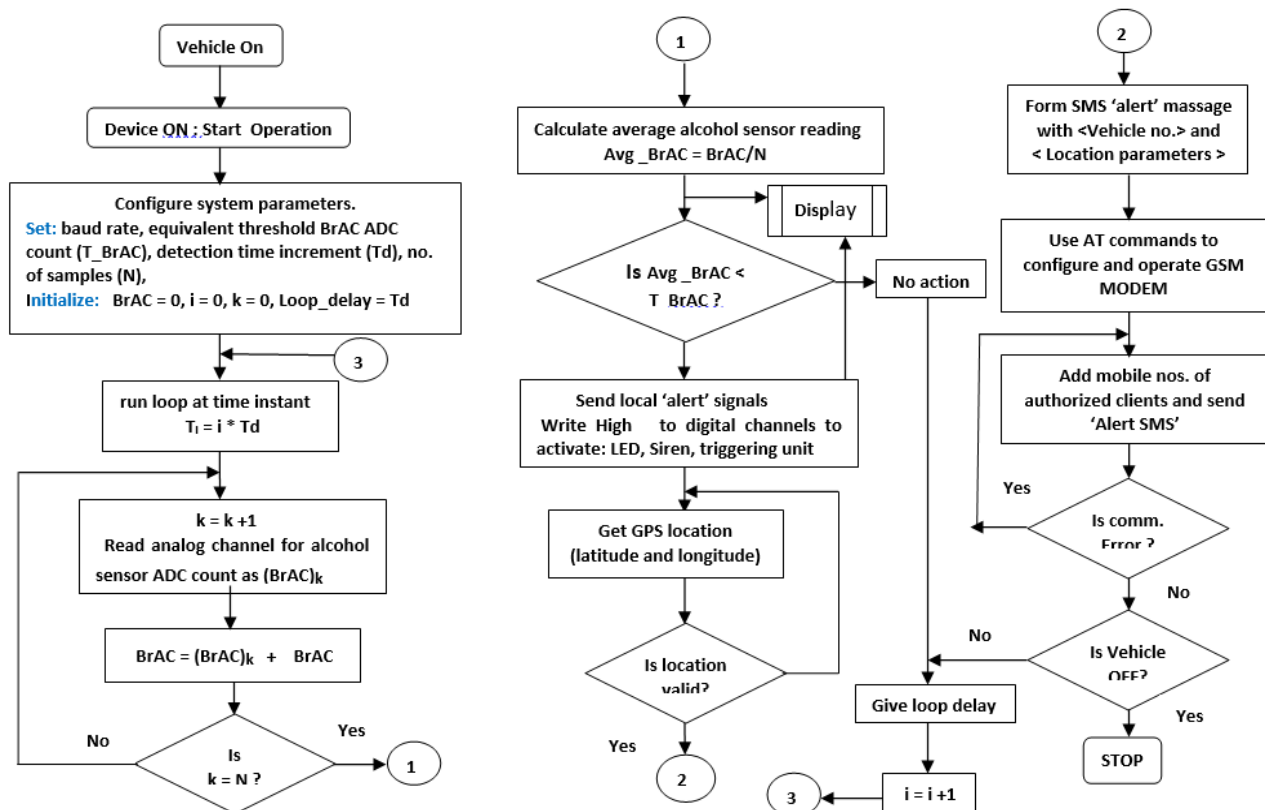 Vehicle On
Device ON : Start Operation
Configure system parameters.
Set: baud rate, equivalent threshold BrAC ADC
count (T_BrAC), detection time increment (Td), no.
of samples (N),
Initialize: BrAC = 0, i = 0, k = 0, Loop_delay = Td
3
run loop at time instant
Tᵢ = i * Td
k = k +1
Read analog channel for alcohol
sensor ADC count as (BrAC)k
BrAC = (BrAC)k + BrAC
No
Is
k = N ?
Yes
1
1
Calculate average alcohol sensor reading
Avg _BrAC = BrAC/N
Display
Is Avg _BrAC <
T_BrAC ?
No action
Send local ‘alert’ signals
Write High to digital channels to
activate: LED, Siren, triggering unit
Get GPS location
(latitude and longitude)
Is location
valid?
Yes
2
Give loop delay
i = i +1
3
2
Form SMS ‘alert’ massage
with <Vehicle no.> and
< Location parameters >
Use AT commands to
configure and operate GSM
MODEM
Add mobile nos. of
authorized clients and send
‘Alert SMS’
Yes
Is comm.
Error ?
No
No
Is Vehicle
OFF?
Yes
STOP